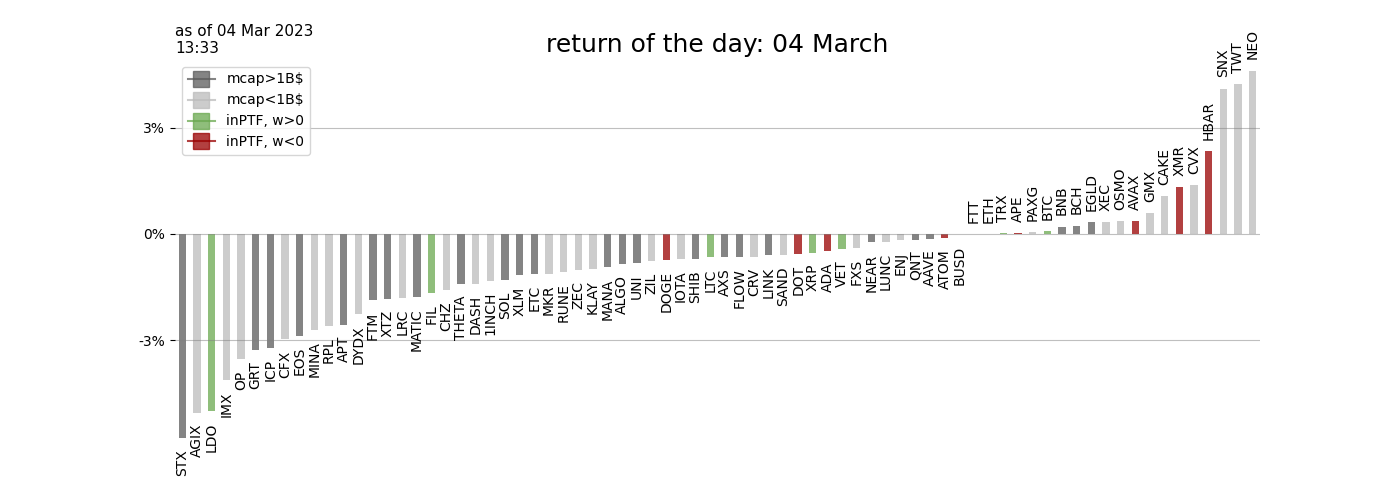 as of 04 Mar 2023
13:33
return of the day: 04 March
mcap>1B$
mcap<1B$
inPTF, w>0
inPTF, w<0
3%
0%
-3%
STX
AGIX
LDO
IMX
OP
GRT
ICP
CFX
EOS
MINA
RPL
APT
DYDX
FTM
XTZ
LRC
MATIC
FIL
CHZ
THETA
DASH
1INCH
SOL
XLM
ETC
MKR
RUNE
ZEC
KLAY
MANA
ALGO
UNI
ZIL
DOGE
IOTA
SHIB
LTC
AXS
FLOW
CRV
LINK
SAND
DOT
XRP
ADA
VET
FXS
NEAR
LUNC
ENJ
ONT
AAVE
ATOM
BUSD
FTT
ETH
TRX
APE
PAXG
BTC
BNB
BCH
EGLD
XEC
OSMO
AVAX
GMX
CAKE
XMR
CVX
HBAR
SNX
TWT
NEO